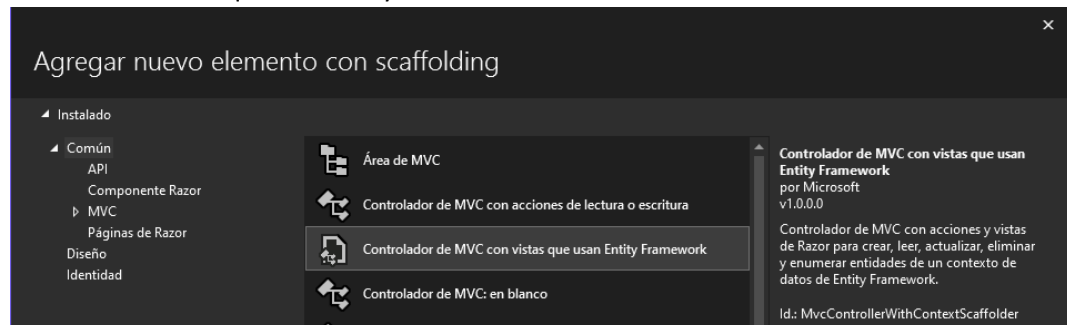 Agregar nuevo elemento con scaffolding
Instalado
Común
API
Componente Razor
MVC
Páginas de Razor
Diseño
Identidad
Área de MVC
Controlador de MVC con acciones de lectura o escritura
Controlador de MVC con vistas que usan Entity Framework
Controlador de MVC: en blanco
Controlador de MVC con vistas que usan
Entity Framework
por Microsoft
v1.0.0.0
Controlador de MVC con acciones y vistas
de Razor para crear, leer, actualizar, eliminar
y enumerar entidades de un contexto de
datos de Entity Framework.
Id.: MvcControllerWithContextScaffolder